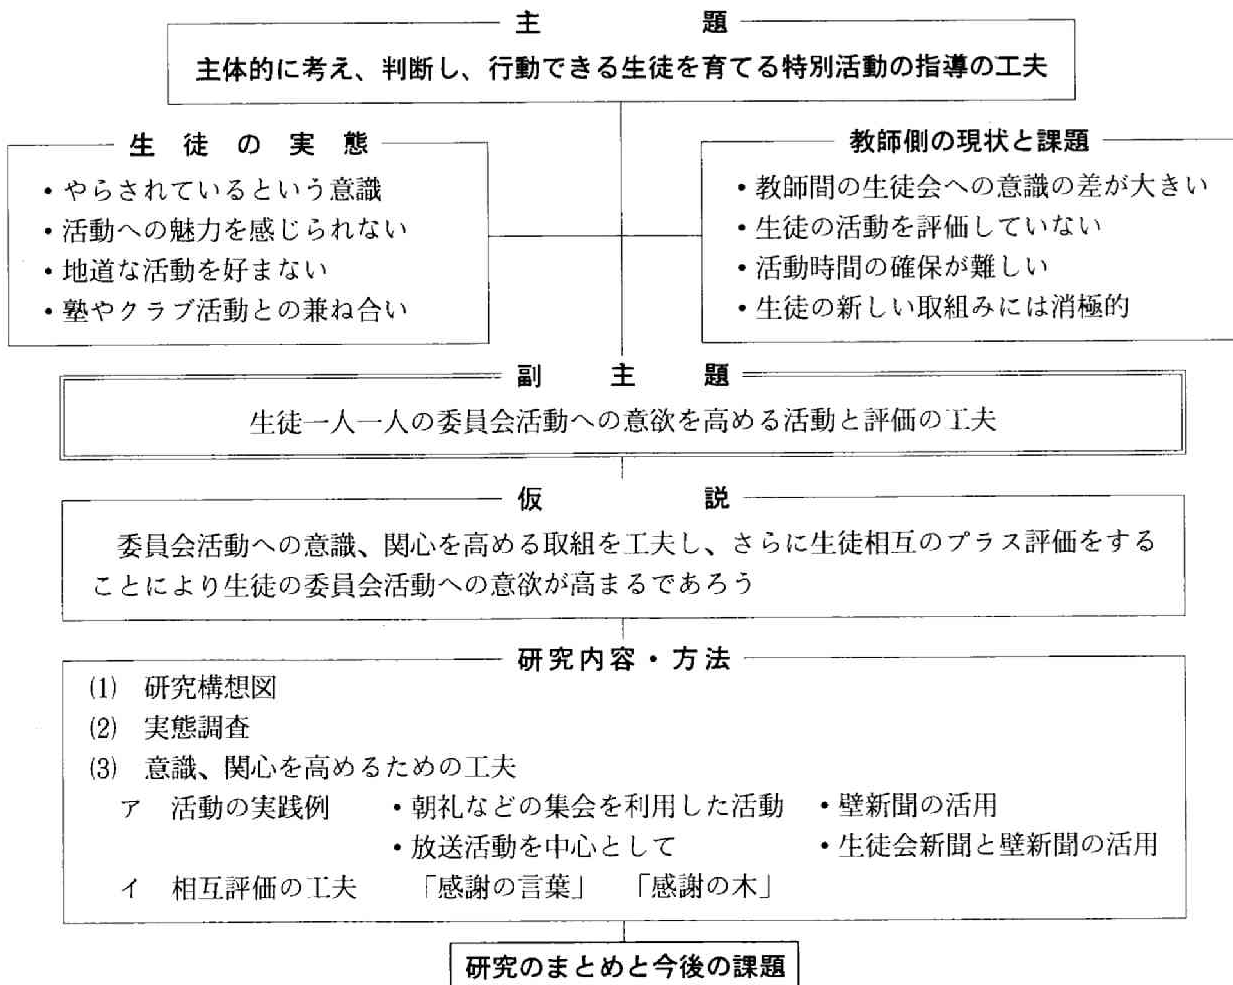 主題
主体的に考え、判断し、行動できる生徒を育てる特別活動の指導の工夫
生徒の実態
・やらされているという意識
・活動への魅力を感じられない
・地道な活動を好まない
・塾やクラブ活動との兼ね合い
教師側の現状と課題
・教師間の生徒会への意識の差が大きい
・生徒の活動を評価していない
・活動時間の確保が難しい
・生徒の新しい取組みには消極的
副主題
生徒一人一人の委員会活動への意欲を高める活動と評価の工夫
仮説
委員会活動への意識、関心を高める取組を工夫し、さらに生徒相互のプラス評価をする
ことにより生徒の委員会活動への意欲が高まるであろう
研究内容・方法
(1) 研究構想図
(2) 実態調査
(3) 意識、関心を高めるための工夫
ア 活動の実践例 ・朝礼などの集会を利用した活動 ・壁新聞の活用
・放送活動を中心として ・生徒会新聞と壁新聞の活用
イ 相互評価の工夫 「感謝の言葉」 「感謝の木」
研究のまとめと今後の課題